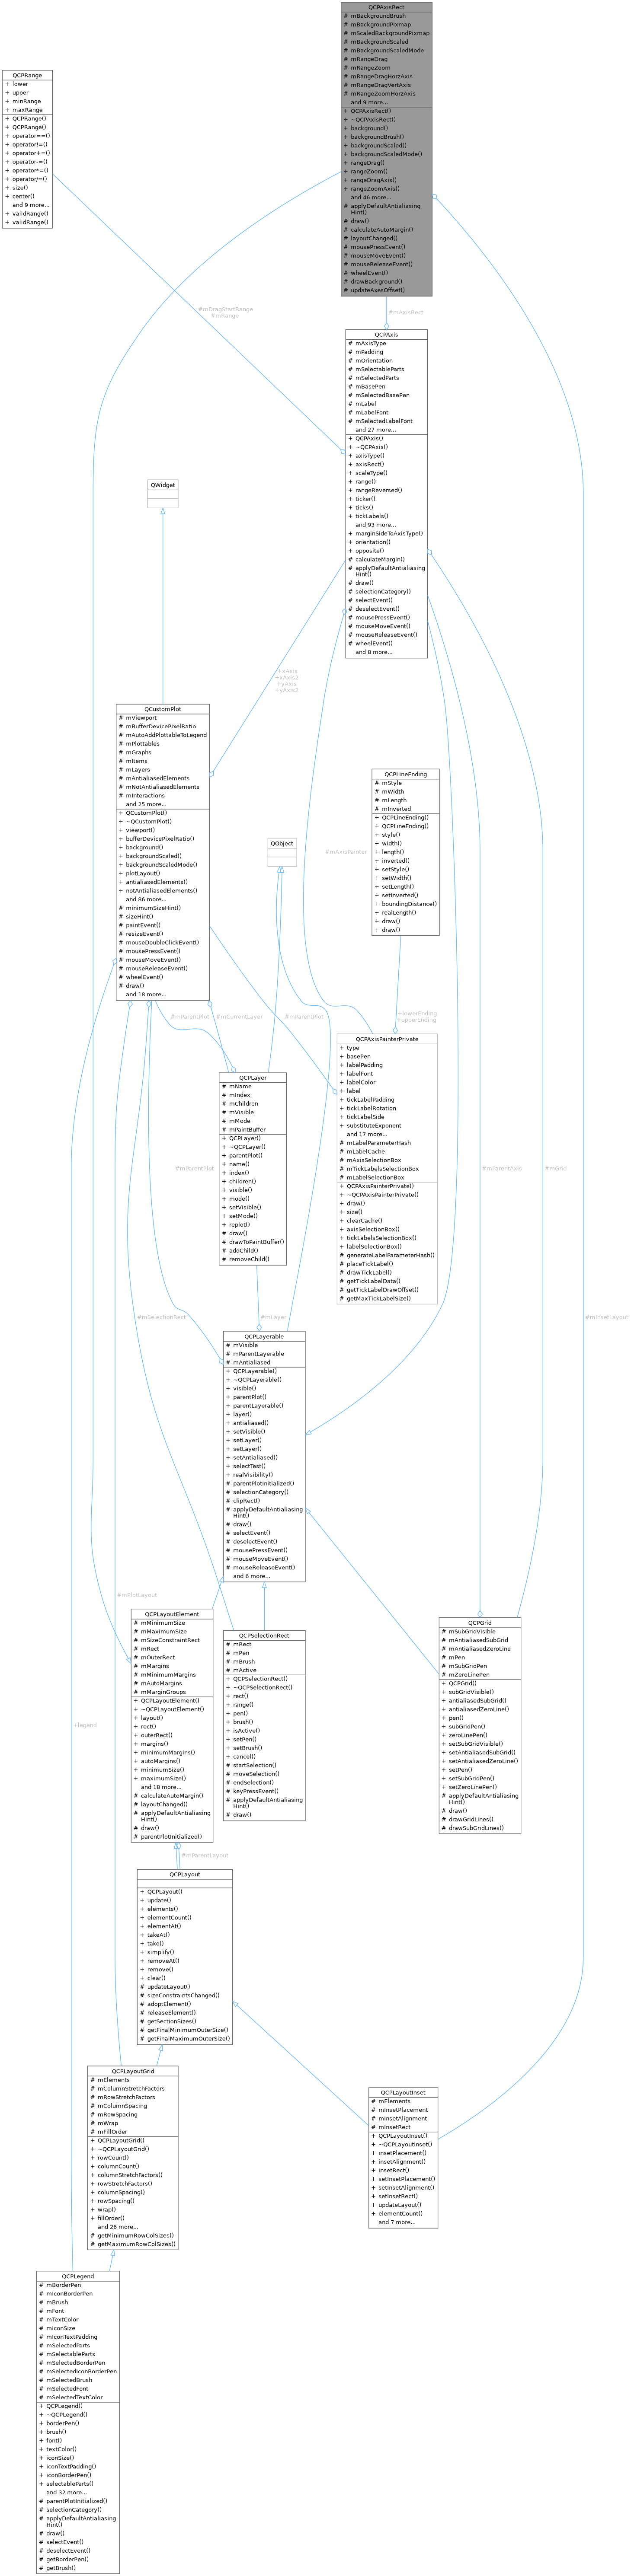 QCPAxisRect
# mBackgroundBrush
# mBackgroundPixmap
# mScaledBackgroundPixmap
# mBackgroundScaled
# mBackgroundScaledMode
# mRangeDrag
# mRangeZoom
# mRangeDragHorzAxis
# mRangeDragVertAxis
# mRangeZoomHorzAxis
and 9 more...
+ QCPAxisRect()
+ ~QCPAxisRect()
+ background()
+ backgroundBrush()
+ backgroundScaled()
+ backgroundScaledMode()
+ rangeDrag()
+ rangeZoom()
+ rangeDragAxis()
+ rangeZoomAxis()
and 46 more...
# applyDefaultAntialiasing
Hint()
# draw()
# calculateAutoMargin()
# layoutChanged()
# mousePressEvent()
# mouseMoveEvent()
# mouseReleaseEvent()
# wheelEvent()
# drawBackground()
# updateAxesOffset()
QCPRange
+ lower
+ upper
+ minRange
+ maxRange
+ QCPRange()
+ QCPRange()
+ operator==()
+ operator!=()
+ operator+=()
+ operator-=()
+ operator*=()
+ operator/=()
+ size()
+ center()
and 9 more...
+ validRange()
+ validRange()
#mDragStartRange
#mRange
#mAxisRect
QCPAxis
# mAxisType
# mPadding
# mOrientation
# mSelectableParts
# mSelectedParts
# mBasePen
# mSelectedBasePen
# mLabel
# mLabelFont
# mSelectedLabelFont
and 27 more...
+ QCPAxis()
+ ~QCPAxis()
+ axisType()
+ axisRect()
+ scaleType()
+ range()
+ rangeReversed()
+ ticker()
+ ticks()
+ tickLabels()
and 93 more...
+ marginSideToAxisType()
+ orientation()
+ opposite()
# calculateMargin()
# applyDefaultAntialiasing
Hint()
# draw()
# selectionCategory()
# selectEvent()
# deselectEvent()
# mousePressEvent()
# mouseMoveEvent()
# mouseReleaseEvent()
# wheelEvent()
and 8 more...
QWidget
+xAxis
+xAxis2
+yAxis
+yAxis2
QCustomPlot
# mViewport
# mBufferDevicePixelRatio
# mAutoAddPlottableToLegend
# mPlottables
# mGraphs
# mItems
# mLayers
# mAntialiasedElements
# mNotAntialiasedElements
# mInteractions
and 25 more...
+ QCustomPlot()
+ ~QCustomPlot()
+ viewport()
+ bufferDevicePixelRatio()
+ background()
+ backgroundScaled()
+ backgroundScaledMode()
+ plotLayout()
+ antialiasedElements()
+ notAntialiasedElements()
and 86 more...
# minimumSizeHint()
# sizeHint()
# paintEvent()
# resizeEvent()
# mouseDoubleClickEvent()
# mousePressEvent()
# mouseMoveEvent()
# mouseReleaseEvent()
# wheelEvent()
# draw()
and 18 more...
QCPLineEnding
# mStyle
# mWidth
# mLength
# mInverted
+ QCPLineEnding()
+ QCPLineEnding()
+ style()
+ width()
+ length()
+ inverted()
+ setStyle()
+ setWidth()
+ setLength()
+ setInverted()
+ boundingDistance()
+ realLength()
+ draw()
+ draw()
QObject
#mAxisPainter
#mParentPlot
#mCurrentLayer
#mParentPlot
+lowerEnding
+upperEnding
QCPAxisPainterPrivate
+ type
+ basePen
+ labelPadding
+ labelFont
+ labelColor
+ label
+ tickLabelPadding
+ tickLabelRotation
+ tickLabelSide
+ substituteExponent
and 17 more...
# mLabelParameterHash
# mLabelCache
# mAxisSelectionBox
# mTickLabelsSelectionBox
# mLabelSelectionBox
+ QCPAxisPainterPrivate()
+ ~QCPAxisPainterPrivate()
+ draw()
+ size()
+ clearCache()
+ axisSelectionBox()
+ tickLabelsSelectionBox()
+ labelSelectionBox()
# generateLabelParameterHash()
# placeTickLabel()
# drawTickLabel()
# getTickLabelData()
# getTickLabelDrawOffset()
# getMaxTickLabelSize()
QCPLayer
# mName
# mIndex
# mChildren
# mVisible
# mMode
# mPaintBuffer
+ QCPLayer()
+ ~QCPLayer()
+ parentPlot()
+ name()
+ index()
+ children()
+ visible()
+ mode()
+ setVisible()
+ setMode()
+ replot()
# draw()
# drawToPaintBuffer()
# addChild()
# removeChild()
#mParentPlot
#mParentAxis
#mGrid
#mSelectionRect
#mLayer
#mInsetLayout
QCPLayerable
# mVisible
# mParentLayerable
# mAntialiased
+ QCPLayerable()
+ ~QCPLayerable()
+ visible()
+ parentPlot()
+ parentLayerable()
+ layer()
+ antialiased()
+ setVisible()
+ setLayer()
+ setLayer()
+ setAntialiased()
+ selectTest()
+ realVisibility()
# parentPlotInitialized()
# selectionCategory()
# clipRect()
# applyDefaultAntialiasing
Hint()
# draw()
# selectEvent()
# deselectEvent()
# mousePressEvent()
# mouseMoveEvent()
# mouseReleaseEvent()
and 6 more...
#mPlotLayout
QCPLayoutElement
# mMinimumSize
# mMaximumSize
# mSizeConstraintRect
# mRect
# mOuterRect
# mMargins
# mMinimumMargins
# mAutoMargins
# mMarginGroups
+ QCPLayoutElement()
+ ~QCPLayoutElement()
+ layout()
+ rect()
+ outerRect()
+ margins()
+ minimumMargins()
+ autoMargins()
+ minimumSize()
+ maximumSize()
and 18 more...
# calculateAutoMargin()
# layoutChanged()
# applyDefaultAntialiasing
Hint()
# draw()
# parentPlotInitialized()
QCPSelectionRect
# mRect
# mPen
# mBrush
# mActive
+ QCPSelectionRect()
+ ~QCPSelectionRect()
+ rect()
+ range()
+ pen()
+ brush()
+ isActive()
+ setPen()
+ setBrush()
+ cancel()
# startSelection()
# moveSelection()
# endSelection()
# keyPressEvent()
# applyDefaultAntialiasing
Hint()
# draw()
QCPGrid
# mSubGridVisible
# mAntialiasedSubGrid
# mAntialiasedZeroLine
# mPen
# mSubGridPen
# mZeroLinePen
+ QCPGrid()
+ subGridVisible()
+ antialiasedSubGrid()
+ antialiasedZeroLine()
+ pen()
+ subGridPen()
+ zeroLinePen()
+ setSubGridVisible()
+ setAntialiasedSubGrid()
+ setAntialiasedZeroLine()
+ setPen()
+ setSubGridPen()
+ setZeroLinePen()
# applyDefaultAntialiasing
Hint()
# draw()
# drawGridLines()
# drawSubGridLines()
+legend
#mParentLayout
QCPLayout
+ QCPLayout()
+ update()
+ elements()
+ elementCount()
+ elementAt()
+ takeAt()
+ take()
+ simplify()
+ removeAt()
+ remove()
+ clear()
# updateLayout()
# sizeConstraintsChanged()
# adoptElement()
# releaseElement()
# getSectionSizes()
# getFinalMinimumOuterSize()
# getFinalMaximumOuterSize()
QCPLayoutGrid
# mElements
# mColumnStretchFactors
# mRowStretchFactors
# mColumnSpacing
# mRowSpacing
# mWrap
# mFillOrder
+ QCPLayoutGrid()
+ ~QCPLayoutGrid()
+ rowCount()
+ columnCount()
+ columnStretchFactors()
+ rowStretchFactors()
+ columnSpacing()
+ rowSpacing()
+ wrap()
+ fillOrder()
and 26 more...
# getMinimumRowColSizes()
# getMaximumRowColSizes()
QCPLayoutInset
# mElements
# mInsetPlacement
# mInsetAlignment
# mInsetRect
+ QCPLayoutInset()
+ ~QCPLayoutInset()
+ insetPlacement()
+ insetAlignment()
+ insetRect()
+ setInsetPlacement()
+ setInsetAlignment()
+ setInsetRect()
+ updateLayout()
+ elementCount()
and 7 more...
QCPLegend
# mBorderPen
# mIconBorderPen
# mBrush
# mFont
# mTextColor
# mIconSize
# mIconTextPadding
# mSelectedParts
# mSelectableParts
# mSelectedBorderPen
# mSelectedIconBorderPen
# mSelectedBrush
# mSelectedFont
# mSelectedTextColor
+ QCPLegend()
+ ~QCPLegend()
+ borderPen()
+ brush()
+ font()
+ textColor()
+ iconSize()
+ iconTextPadding()
+ iconBorderPen()
+ selectableParts()
and 32 more...
# parentPlotInitialized()
# selectionCategory()
# applyDefaultAntialiasing
Hint()
# draw()
# selectEvent()
# deselectEvent()
# getBorderPen()
# getBrush()